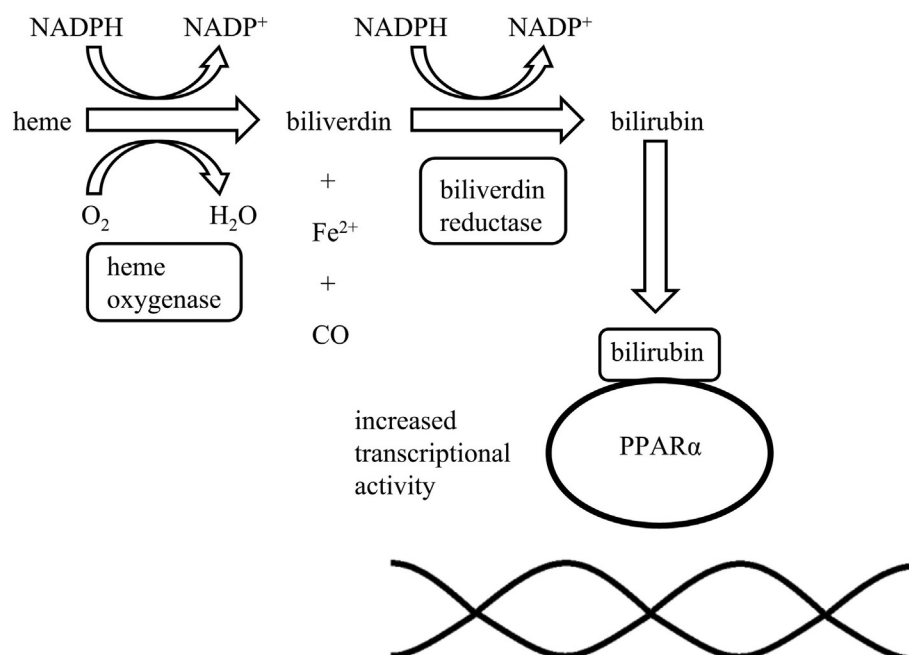 NADPH NADP⁺ NADPH NADP⁺
heme biliverdin bilirubin
O₂ H₂O
heme
oxygenase
+
Fe²⁺
+
CO
biliverdin
reductase
bilirubin
PPARα
increased
transcriptional
activity